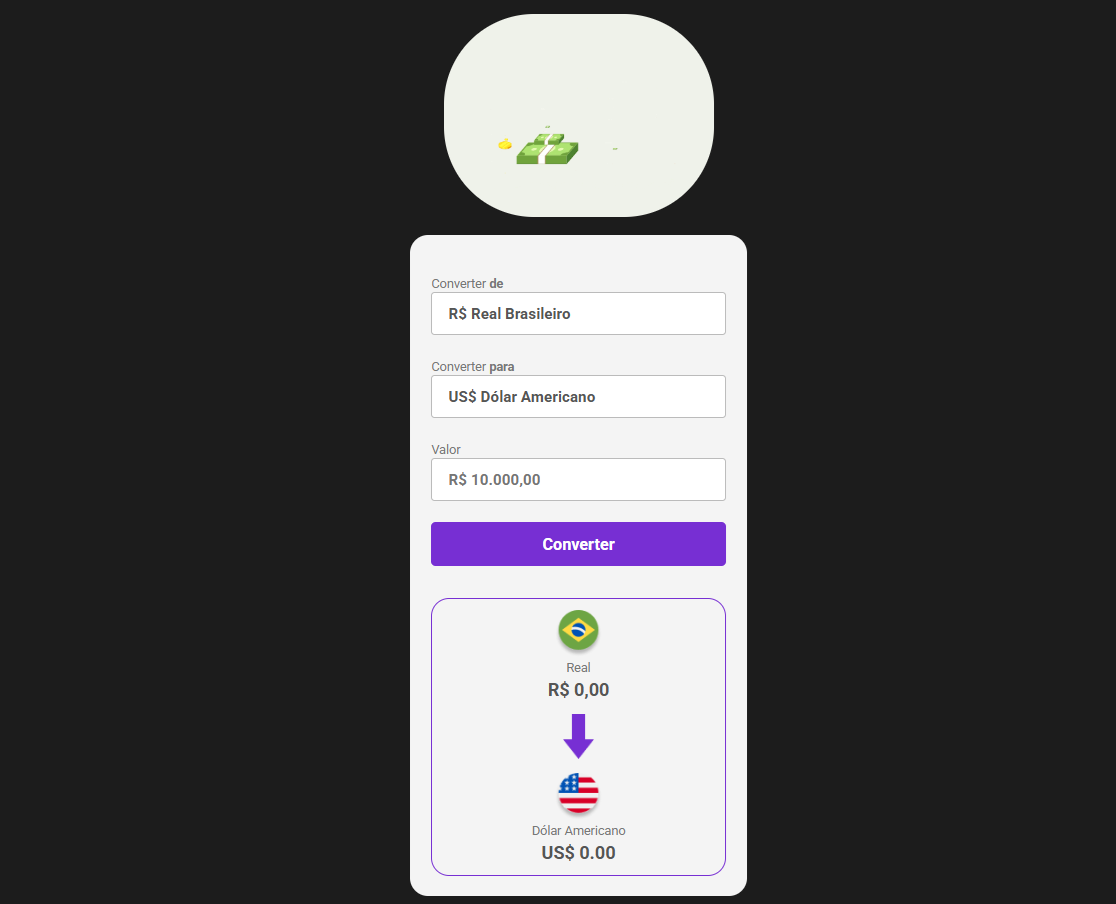 Converter de
R$ Real Brasileiro
Converter para
US$ Dólar Americano
Valor
R$ 10.000,00
Converter
Real
R$ 0,00
Dólar Americano
US$ 0.00